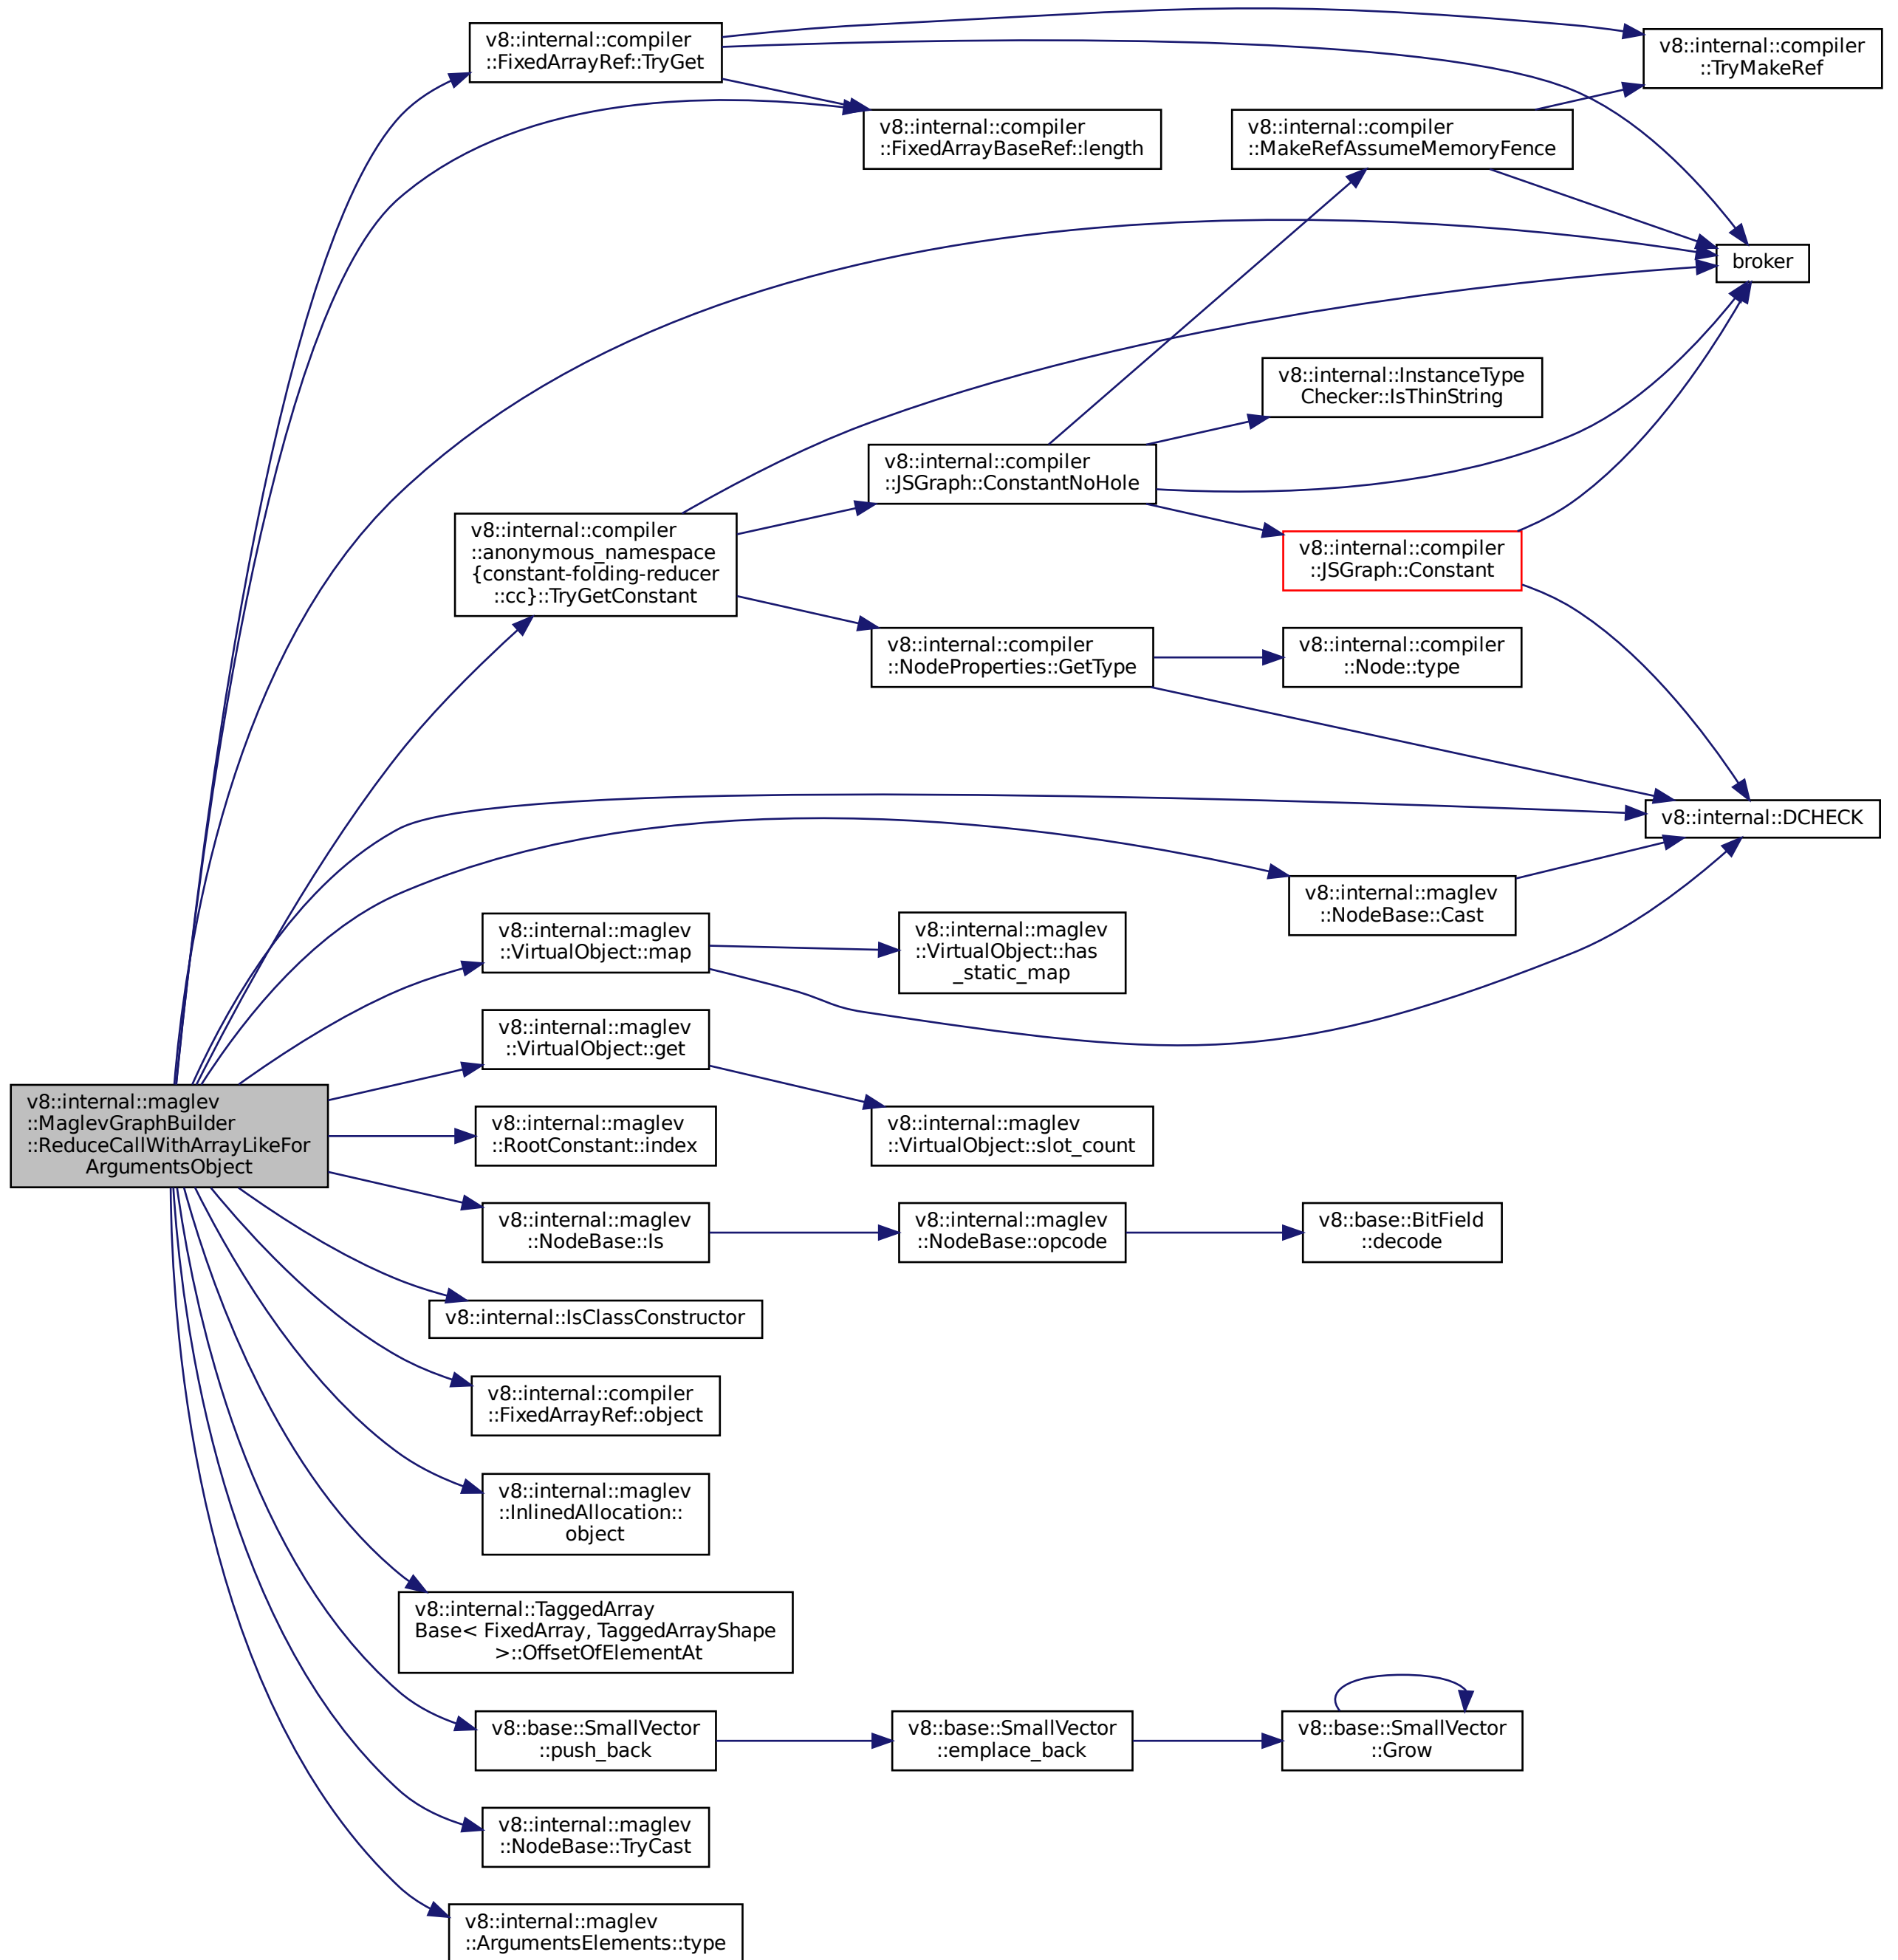 v8::internal::compiler
::FixedArrayRef::TryGet
v8::internal::compiler
::TryMakeRef
v8::internal::compiler
::FixedArrayBaseRef::length
v8::internal::compiler
::MakeRefAssumeMemoryFence
broker
v8::internal::InstanceType
Checker::IsThinString
v8::internal::compiler
::JSGraph::ConstantNoHole
v8::internal::compiler
::anonymous_namespace
{constant-folding-reducer
::cc}::TryGetConstant
v8::internal::compiler
::JSGraph::Constant
v8::internal::compiler
::NodeProperties::GetType
v8::internal::compiler
::Node::type
v8::internal::DCHECK
v8::internal::maglev
::NodeBase::Cast
v8::internal::maglev
::VirtualObject::map
v8::internal::maglev
::VirtualObject::has
_static_map
v8::internal::maglev
::VirtualObject::get
v8::internal::maglev
::MaglevGraphBuilder
::ReduceCallWithArrayLikeFor
ArgumentsObject
v8::internal::maglev
::RootConstant::index
v8::internal::maglev
::VirtualObject::slot_count
v8::internal::maglev
::NodeBase::Is
v8::internal::maglev
::NodeBase::opcode
v8::base::BitField
::decode
v8::internal::IsClassConstructor
v8::internal::compiler
::FixedArrayRef::object
v8::internal::maglev
::InlinedAllocation::
object
v8::internal::TaggedArray
Base< FixedArray, TaggedArrayShape
>::OffsetOfElementAt
v8::base::SmallVector
::push_back
v8::base::SmallVector
::emplace_back
v8::base::SmallVector
::Grow
v8::internal::maglev
::NodeBase::TryCast
v8::internal::maglev
::ArgumentsElements::type